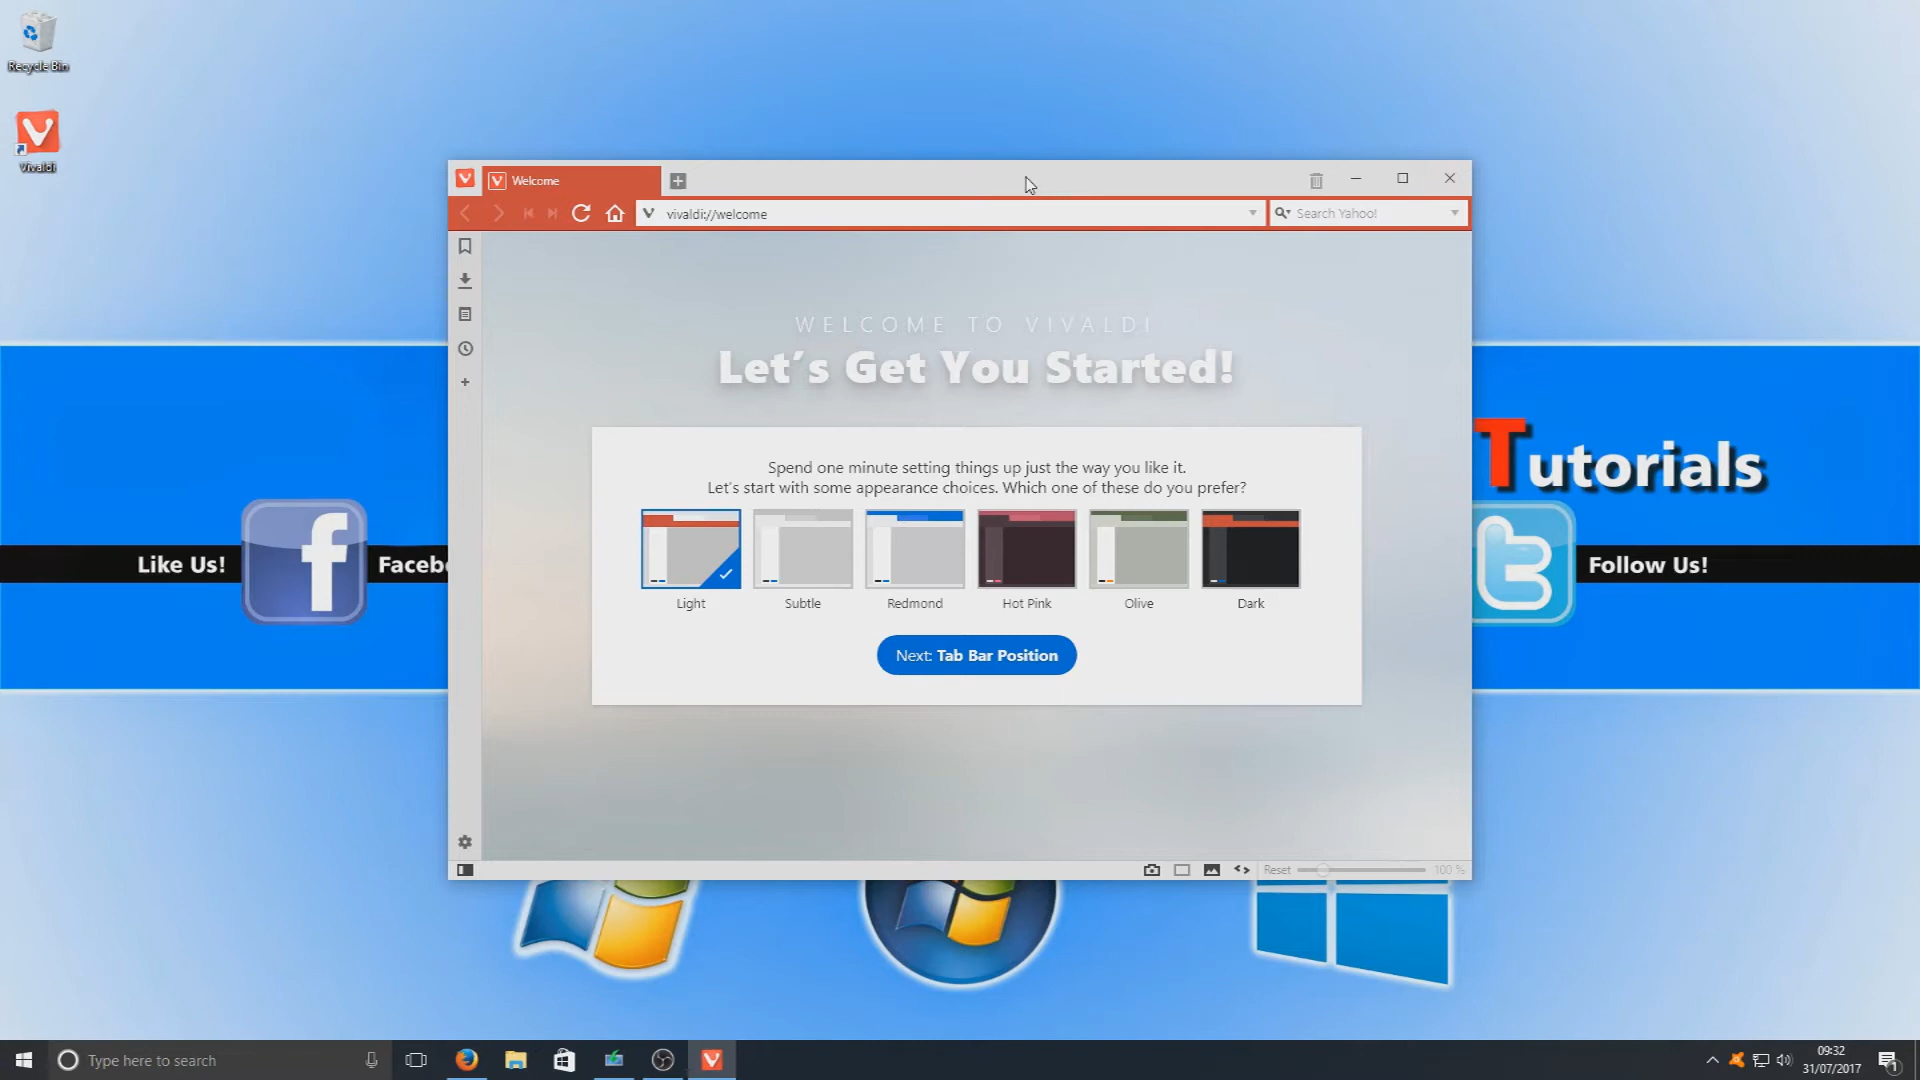 Recycle Bin
Vivaldi
Welcome
vivaldi://welcome
Search Yahoo!
WELCOME TO VIVALDI
Let's Get You Started!
Spend one minute setting things up just the way you like it.
Let's start with some appearance choices. Which one of these do you prefer?
Light
Subtle
Redmond
Hot Pink
Olive
Dark
Next: Tab Bar Position
Reset
100 %
Like Us!
f
Facebo
Tutorials
t
Follow Us!
Type here to search
09:32
31/07/2017
1